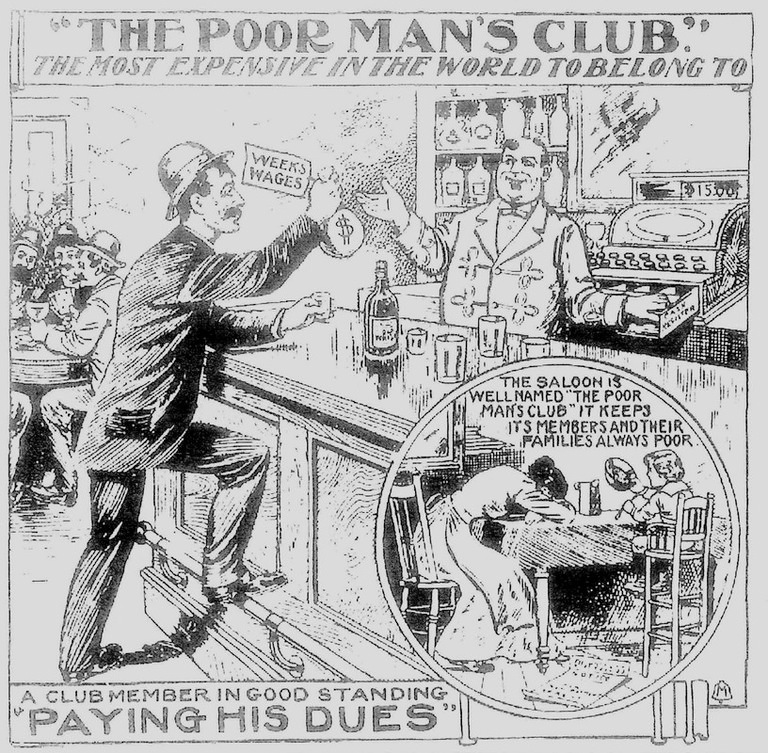 "THE POOR MAN'S CLUB."
THE MOST EXPENSIVE IN THE WORLD TO BELONG TO
WEEKS
WAGES
$
$15.00
REGISTER
THE SALOON IS
WELL NAMED "THE POOR
MAN'S CLUB" IT KEEPS
ITS MEMBERS AND THEIR
FAMILIES ALWAYS POOR
A CLUB MEMBER IN GOOD STANDING
"PAYING HIS DUES"